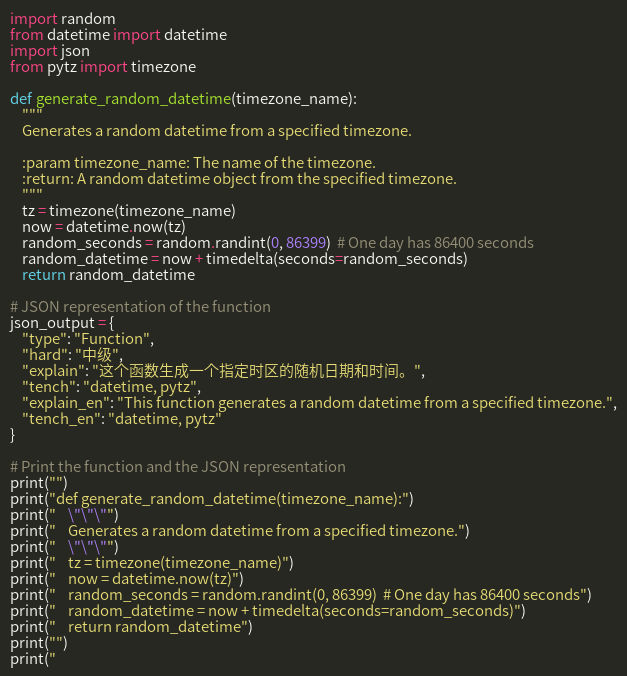 import random
from datetime import datetime
import json
from pytz import timezone

def generate_random_datetime(timezone_name):
    """
    Generates a random datetime from a specified timezone.

    :param timezone_name: The name of the timezone.
    :return: A random datetime object from the specified timezone.
    """
    tz = timezone(timezone_name)
    now = datetime.now(tz)
    random_seconds = random.randint(0, 86399)  # One day has 86400 seconds
    random_datetime = now + timedelta(seconds=random_seconds)
    return random_datetime

# JSON representation of the function
json_output = {
    "type": "Function",
    "hard": "中级",
    "explain": "这个函数生成一个指定时区的随机日期和时间。",
    "tench": "datetime, pytz",
    "explain_en": "This function generates a random datetime from a specified timezone.",
    "tench_en": "datetime, pytz"
}

# Print the function and the JSON representation
print("")
print("def generate_random_datetime(timezone_name):")
print("    \"\"\"")
print("    Generates a random datetime from a specified timezone.")
print("    \"\"\"")
print("    tz = timezone(timezone_name)")
print("    now = datetime.now(tz)")
print("    random_seconds = random.randint(0, 86399)  # One day has 86400 seconds")
print("    random_datetime = now + timedelta(seconds=random_seconds)")
print("    return random_datetime")
print("")
print("